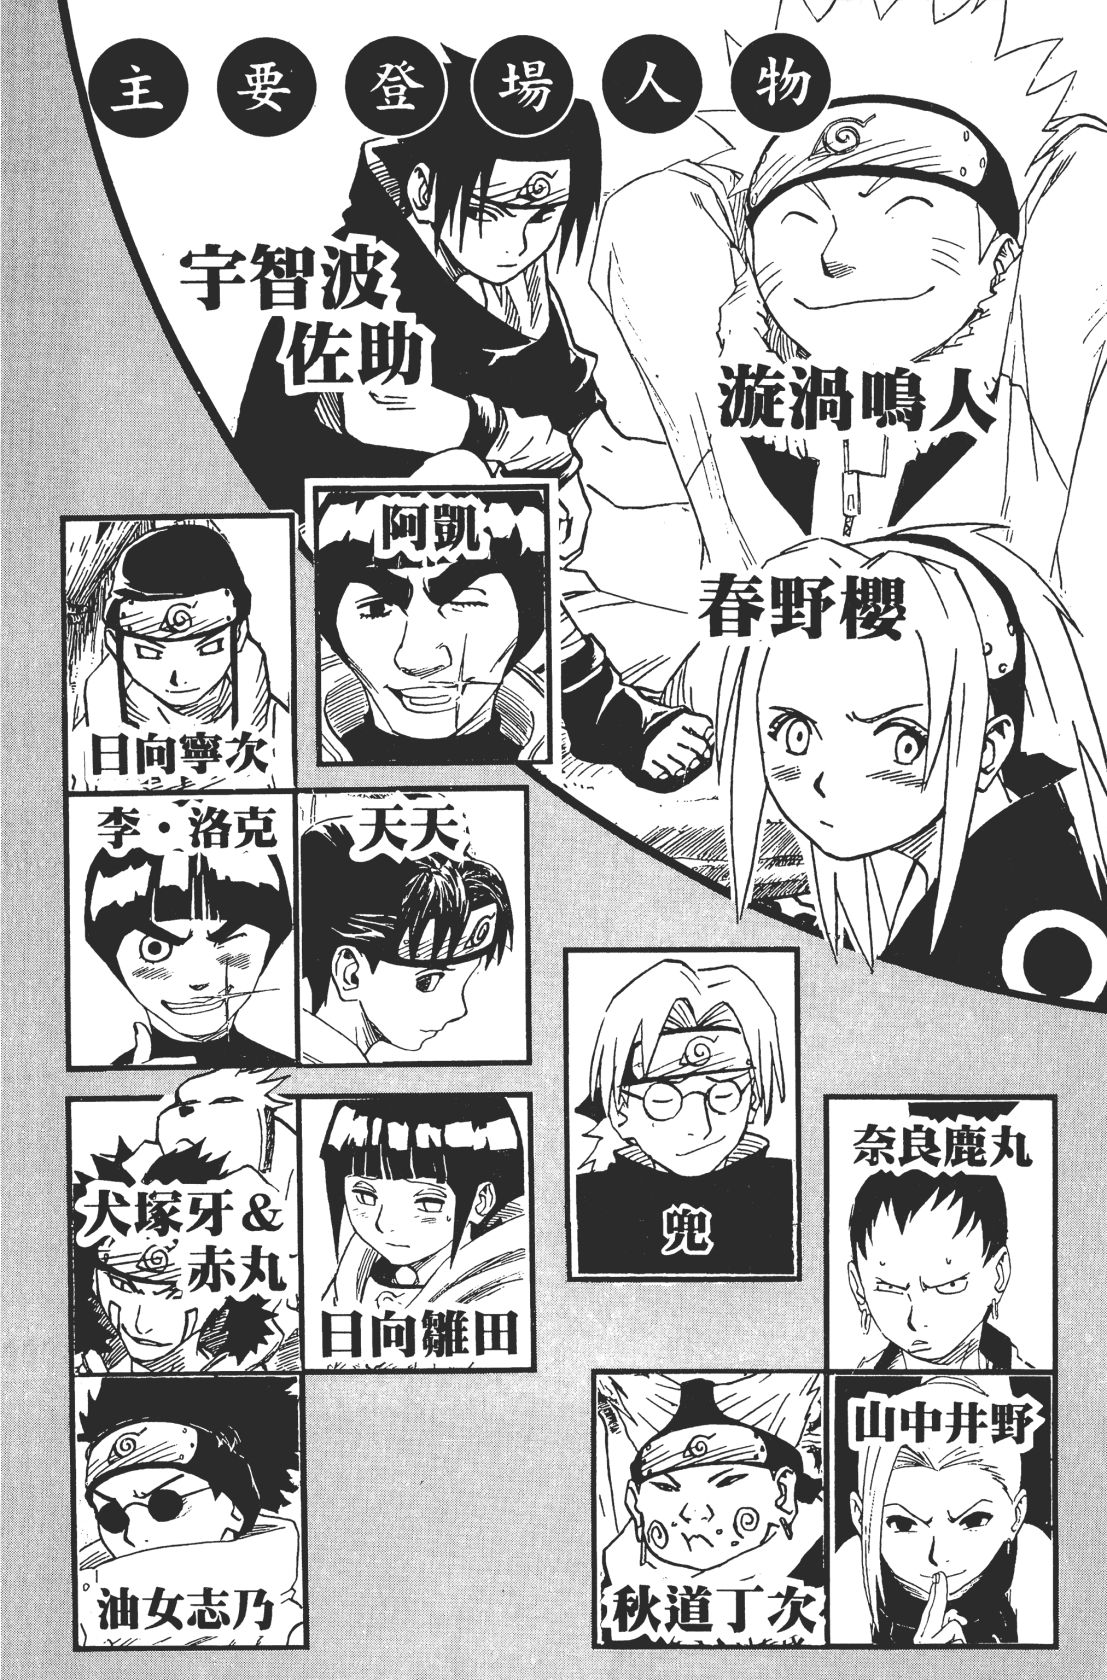 主要登場人物
宇智波
佐助
漩渦鳴人
阿凱
春野櫻
日向寧次
李・洛克
天天
犬塚牙&
赤丸
日向雛田
兜
奈良鹿丸
油女志乃
秋道丁次
山中井野